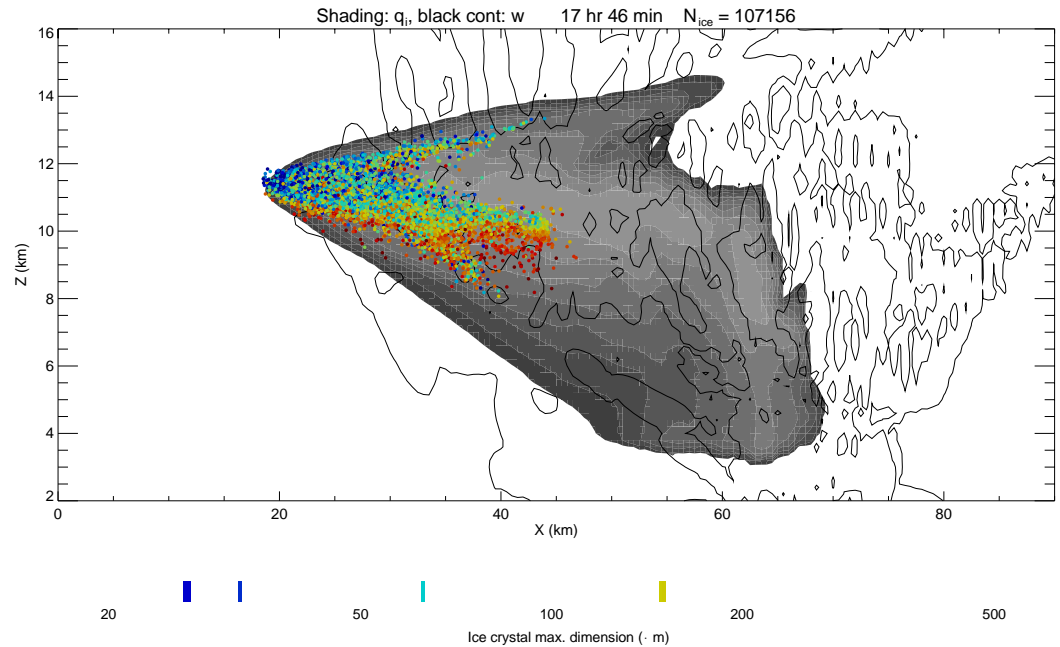 Shading: qi, black cont: w 17 hr 46 min Nice = 107156
16
14
12
10
8
6
4
2
Z (km)
0 20 40 60 80
X (km)
20 50 100 200 500
Ice crystal max. dimension (· m)